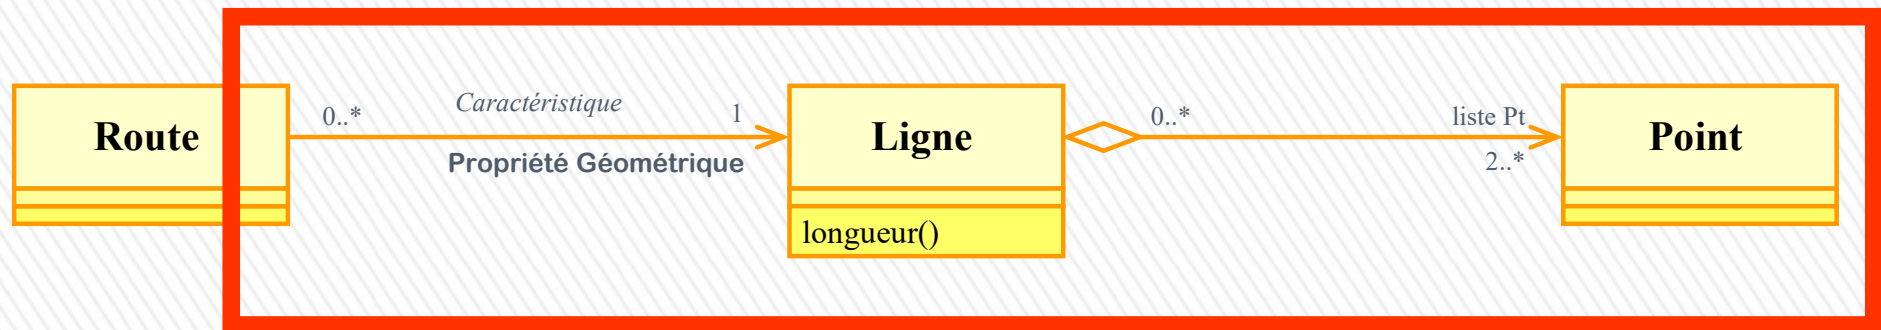 Route
0..*
Caractéristique
1
Propriété Géométrique
Ligne
longueur()
0..*
liste Pt
2..*
Point